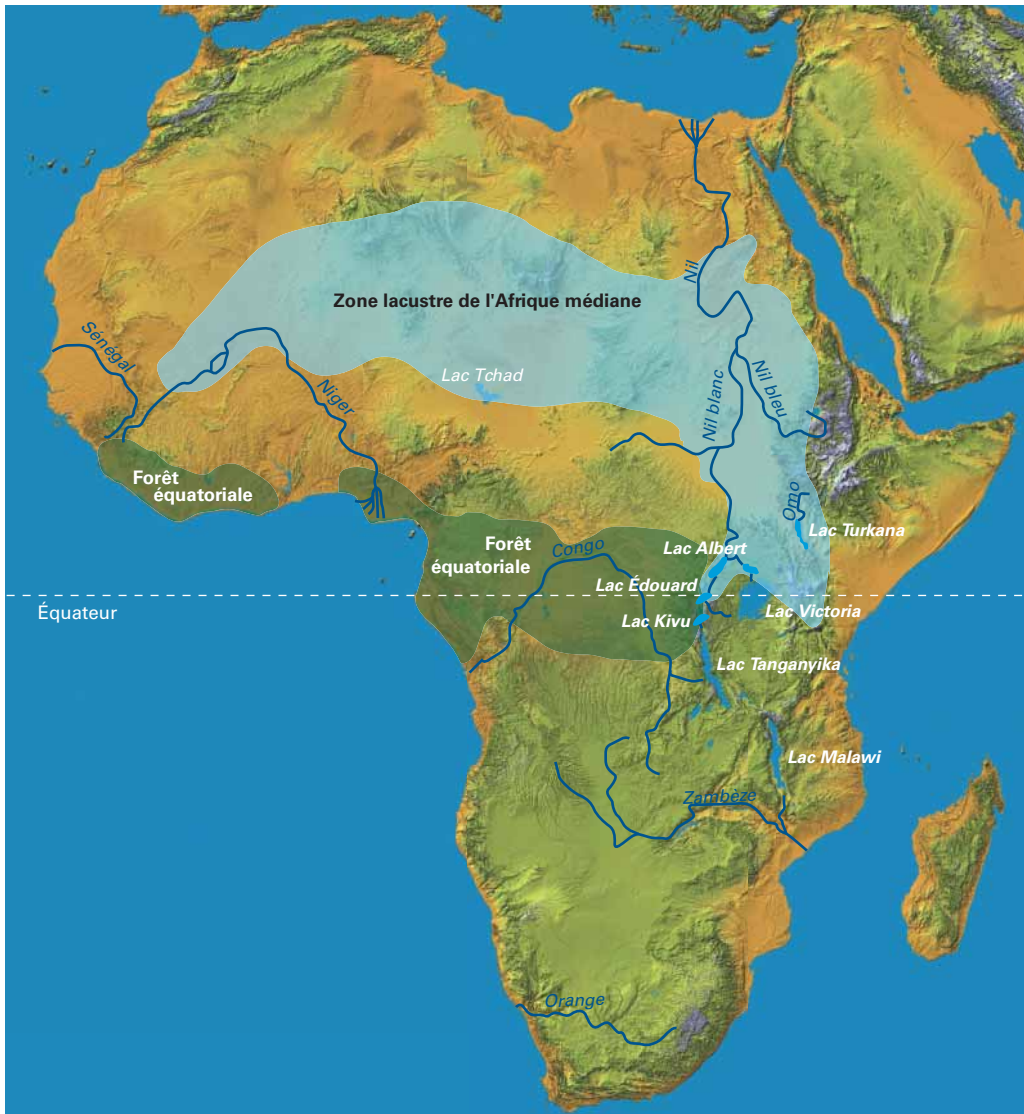 Zone lacustre de l'Afrique médiane
Nil
Sénégal
Niger
Lac Tchad
Nil blanc
Nil bleu
Forêt
équatoriale
Omo
Lac Turkana
Forêt
équatoriale
Congo
Lac Albert
Lac Édouard
Équateur
Lac Victoria
Lac Kivu
Lac Tanganyika
Lac Malawi
Zambèze
Orange